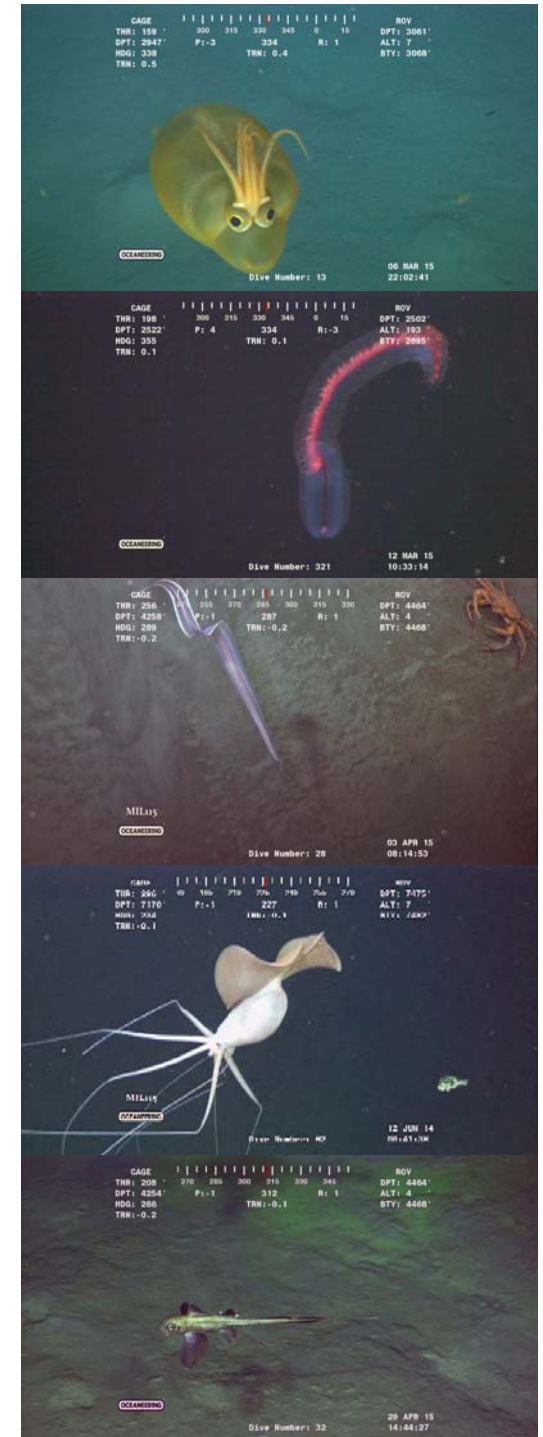 CAGE ROV
THR: 159 ' 300 315 330 345 0 15 DPT: 3061'
DPT: 2947' P:-3 334 R: 1 ALT: 7 '
HDG: 338 TRN: 0.4 BTY: 3068'
TRN: 0.5
OCEANEERING
06 MAR 15
Dive Number: 13 22:02:41
CAGE ROV
THR: 198 ' 300 315 330 345 0 15 DPT: 2502'
DPT: 2522' P: 4 334 R:-3 ALT: 193 '
HDG: 355 TRN: 0.1 BTY: 2695'
TRN: 0.1
OCEANEERING
12 MAR 15
Dive Number: 321 10:33:14
CAGE ROV
THR: 256 ' 255 270 285 300 315 330 DPT: 4464'
DPT: 4258' P:-1 287 R: 1 ALT: 4 '
HDG: 289 TRN:-0.2 BTY: 4468'
TRN:-0.2
MIL115
OCEANEERING
03 APR 15
Dive Number: 28 08:14:53
210 240 270 DPT: 7475'
DPT: 7170' P:-1 227 R: 1 ALT: 7 '
TRN:-0.1
MIL115
OCEANEERING
12 JUN 14
CAGE ROV
THR: 208 ' 270 285 300 315 330 345 DPT: 4464'
DPT: 4254' P:-1 312 R: 1 ALT: 4 '
HDG: 266 TRN:-0.1 BTY: 4468'
TRN:-0.2
OCEANEERING
Dive Number: 32 14:44:27